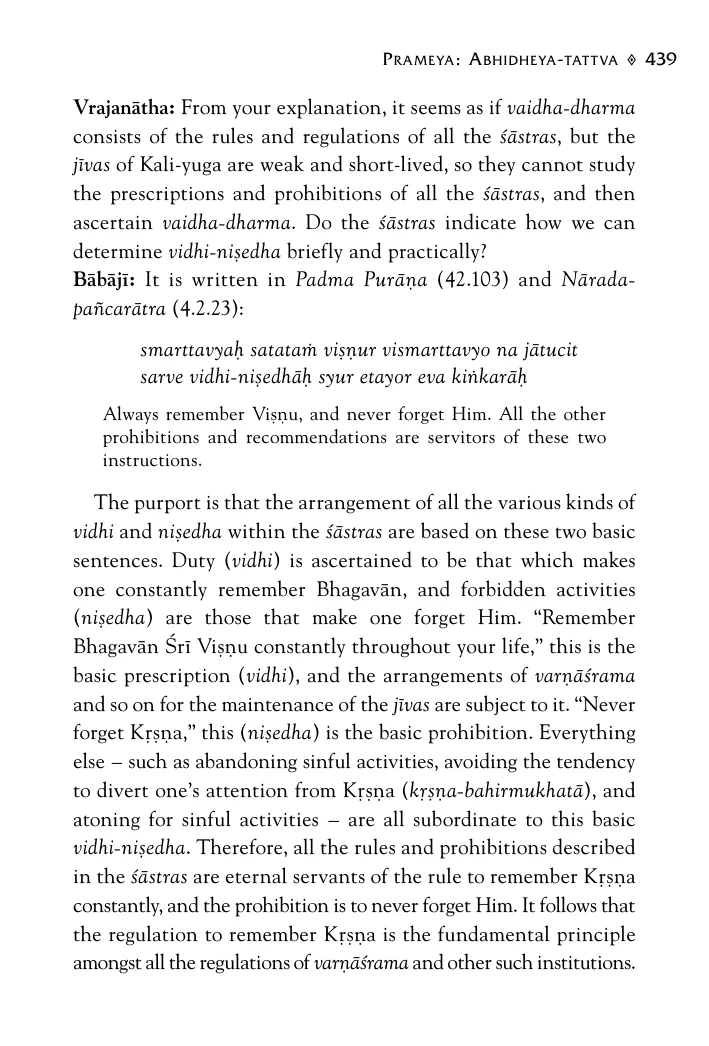 Prameya: Abhidheya-tattva ◊ 439
Vrajanātha: From your explanation, it seems as if vaidha-dharma
consists of the rules and regulations of all the śāstras, but the
jīvas of Kali-yuga are weak and short-lived, so they cannot study
the prescriptions and prohibitions of all the śāstras, and then
ascertain vaidha-dharma. Do the śāstras indicate how we can
determine vidhi-niṣedha briefly and practically?
Bābājī: It is written in Padma Purāṇa (42.103) and Nārada-
pañcarātra (4.2.23):
smarttavyaḥ satataṁ viṣṇur vismarttavyo na jātucit
sarve vidhi-niṣedhāḥ syur etayor eva kiṅkarāḥ
Always remember Viṣṇu, and never forget Him. All the other
prohibitions and recommendations are servitors of these two
instructions.
The purport is that the arrangement of all the various kinds of
vidhi and niṣedha within the śāstras are based on these two basic
sentences. Duty (vidhi) is ascertained to be that which makes
one constantly remember Bhagavān, and forbidden activities
(niṣedha) are those that make one forget Him. “Remember
Bhagavān Śrī Viṣṇu constantly throughout your life,” this is the
basic prescription (vidhi), and the arrangements of varṇāśrama
and so on for the maintenance of the jīvas are subject to it. “Never
forget Kṛṣṇa,” this (niṣedha) is the basic prohibition. Everything
else – such as abandoning sinful activities, avoiding the tendency
to divert one’s attention from Kṛṣṇa (kṛṣṇa-bahirmukhatā), and
atoning for sinful activities – are all subordinate to this basic
vidhi-niṣedha. Therefore, all the rules and prohibitions described
in the śāstras are eternal servants of the rule to remember Kṛṣṇa
constantly, and the prohibition is to never forget Him. It follows that
the regulation to remember Kṛṣṇa is the fundamental principle
amongst all the regulations of varṇāśrama and other such institutions.